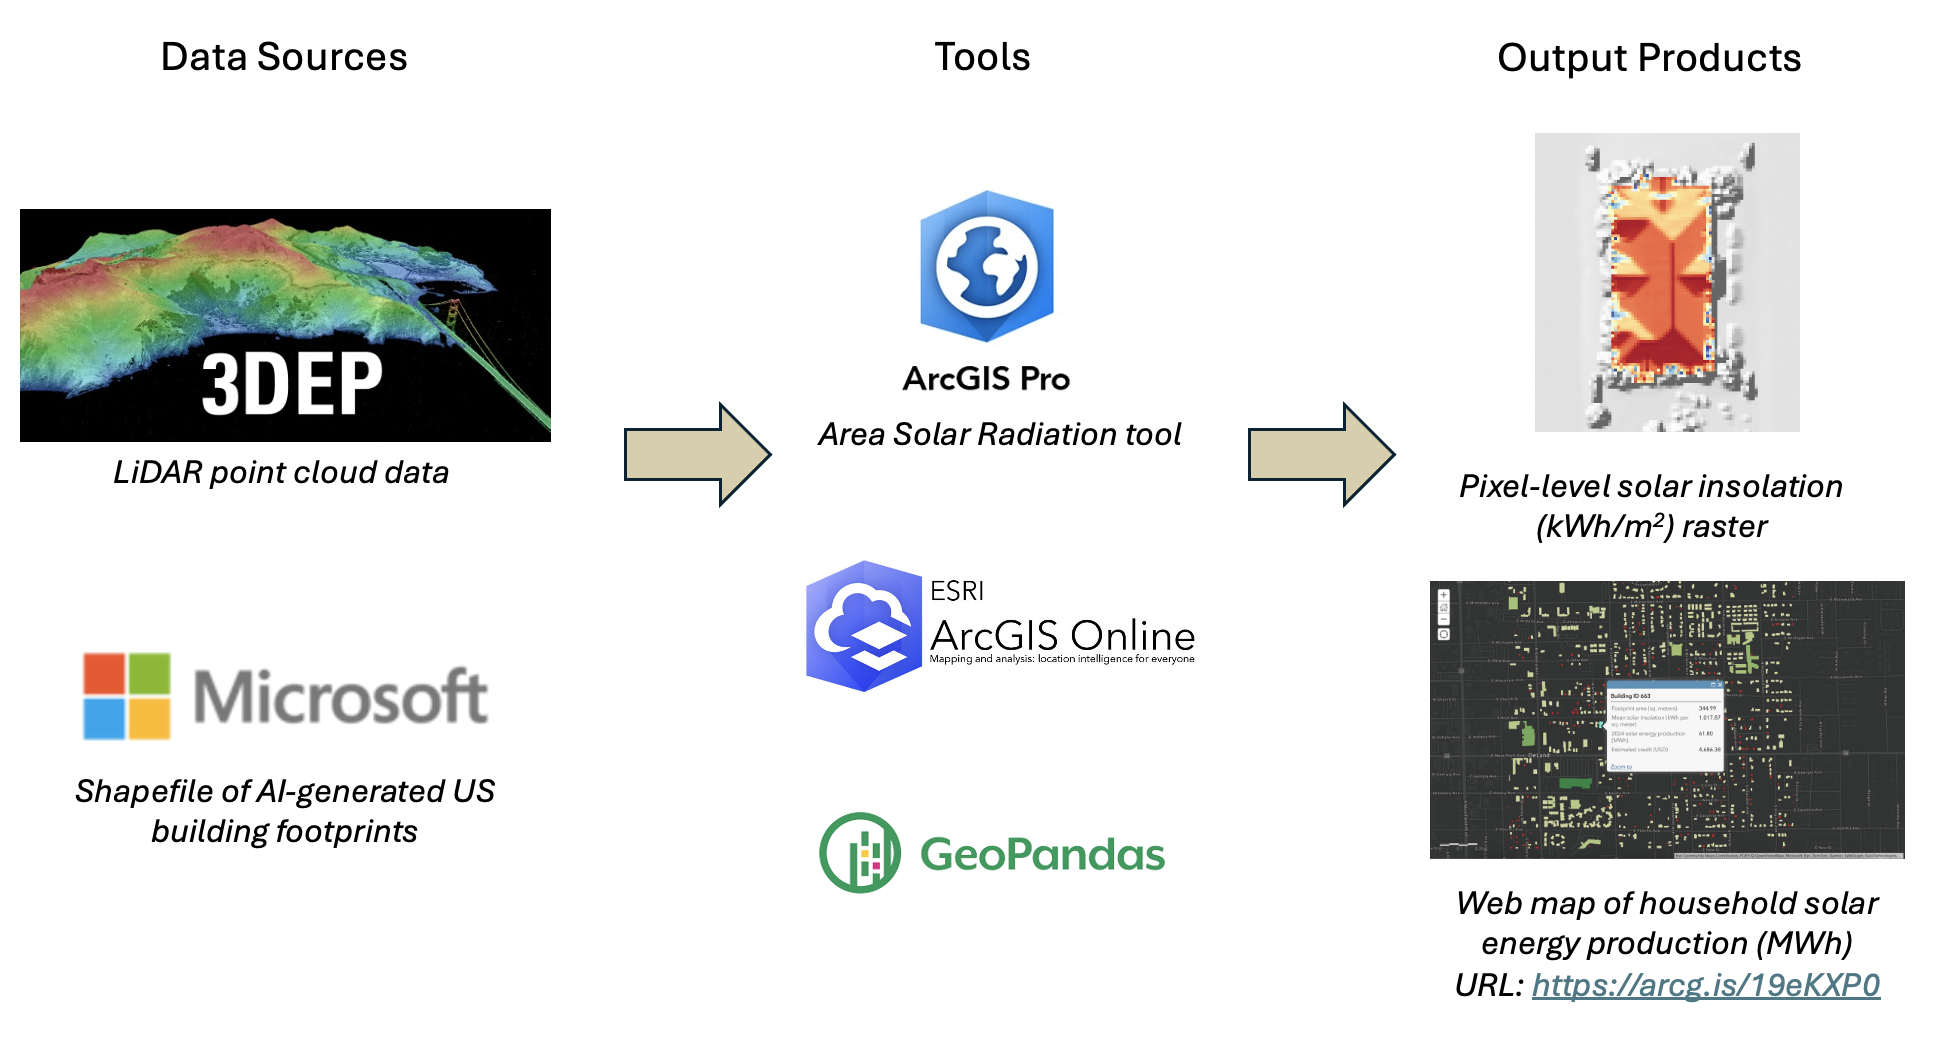 Data Sources
Tools
Output Products
3DEP
LiDAR point cloud data
Microsoft
Shapefile of AI-generated US
building footprints
ArcGIS Pro
Area Solar Radiation tool
ESRI
ArcGIS Online
Mapping and analysis: location intelligence for everyone
GeoPandas
Pixel-level solar insolation
(kWh/m²) raster
Building ID 663
Footprint area (sq. meters) 344.99
Mean solar insolation (kWh per
sq. meter) 1,017.87
2024 solar energy production
(MWh) 61.80
Estimated credit (USD) 4,686.38
Zoom to
DeLand
Web map of household solar
energy production (MWh)
URL: https://arcg.is/19eKXP0